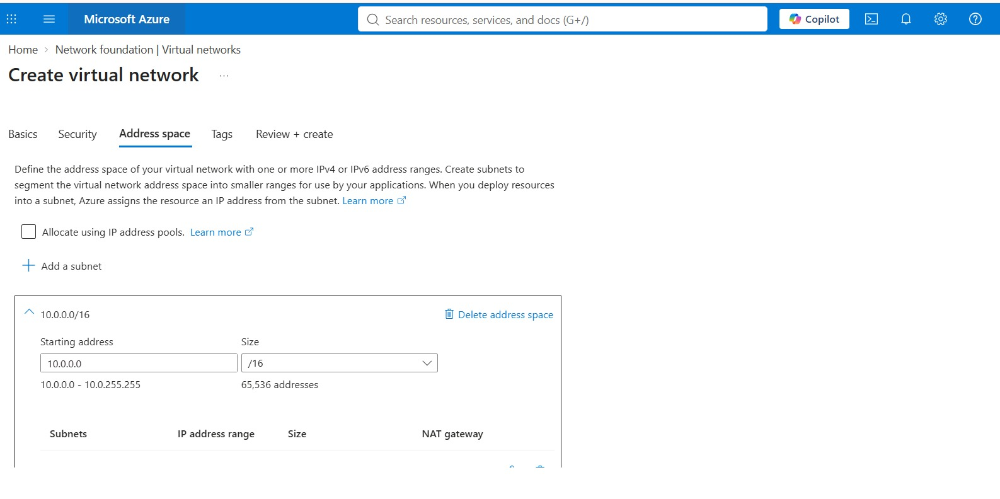 Microsoft Azure
Search resources, services, and docs (G+/)
Copilot
Home > Network foundation | Virtual networks
Create virtual network ...
Basics Security Address space Tags Review + create
Define the address space of your virtual network with one or more IPv4 or IPv6 address ranges. Create subnets to
segment the virtual network address space into smaller ranges for use by your applications. When you deploy resources
into a subnet, Azure assigns the resource an IP address from the subnet. Learn more
Allocate using IP address pools. Learn more
Add a subnet
10.0.0.0/16 Delete address space
Starting address Size
10.0.0.0 /16
10.0.0.0 - 10.0.255.255 65,536 addresses
Subnets IP address range Size NAT gateway